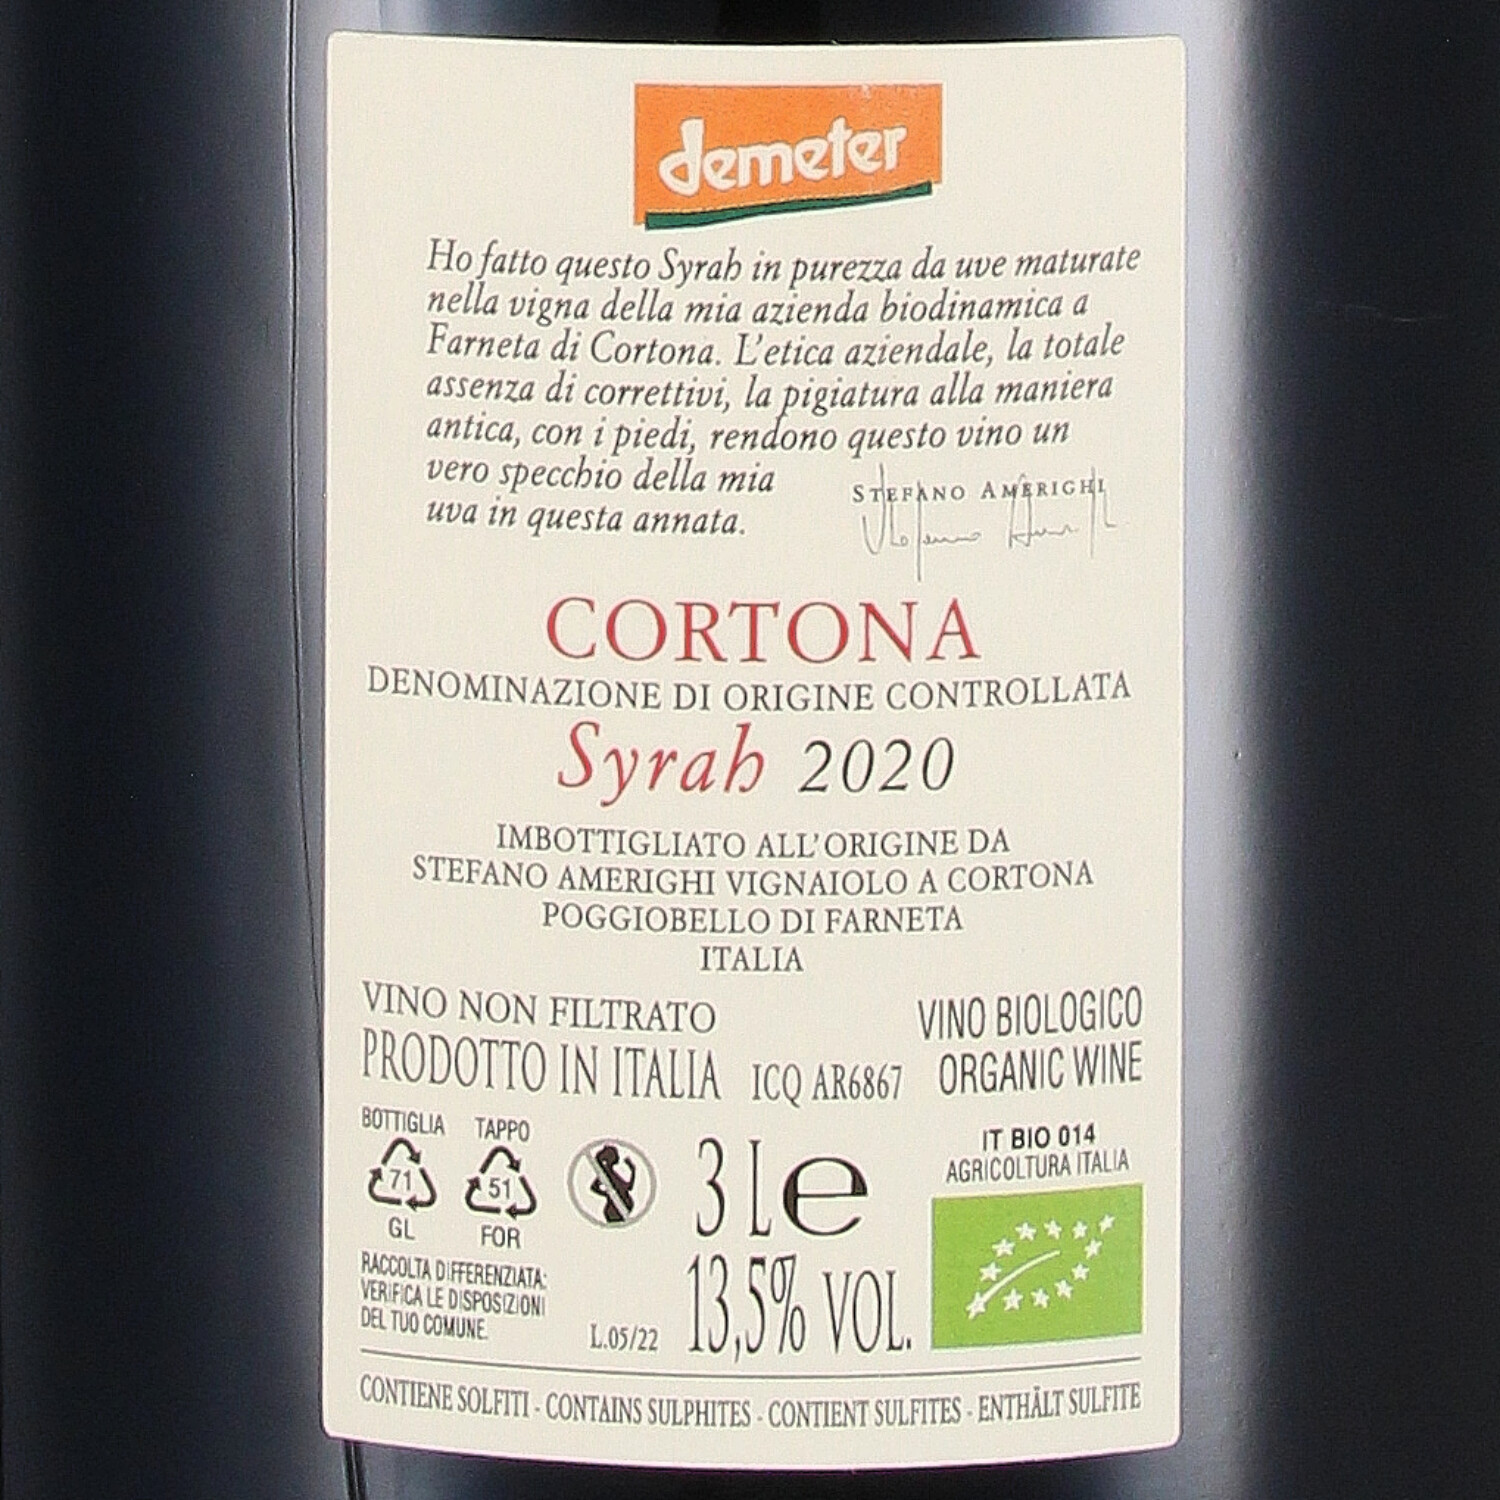 demeter
Ho fatto questo Syrah in purezza da uve maturate
nella vigna della mia azienda biodinamica a
Farneta di Cortona. L'etica aziendale, la totale
assenza di correttivi, la pigiatura alla maniera
antica, con i piedi, rendono questo vino un
vero specchio della mia
uva in questa annata.
STEFANO AMERIGHI
CORTONA
DENOMINAZIONE DI ORIGINE CONTROLLATA
Syrah 2020
IMBOTTIGLIATO ALL'ORIGINE DA
STEFANO AMERIGHI VIGNAIOLO A CORTONA
POGGIOBELLO DI FARNETA
ITALIA
VINO NON FILTRATO
PRODOTTO IN ITALIA
ICQ AR6867
VINO BIOLOGICO
ORGANIC WINE
BOTTIGLIA
71
GL
TAPPO
51
FOR
RACCOLTA DIFFERENZIATA:
VERIFICA LE DISPOSIZIONI
DEL TUO COMUNE.
L.05/22
3 L e
13,5% VOL.
IT BIO 014
AGRICOLTURA ITALIA
CONTIENE SOLFITI - CONTAINS SULPHITES - CONTIENT SULFITES - ENTHÄLT SULFITE